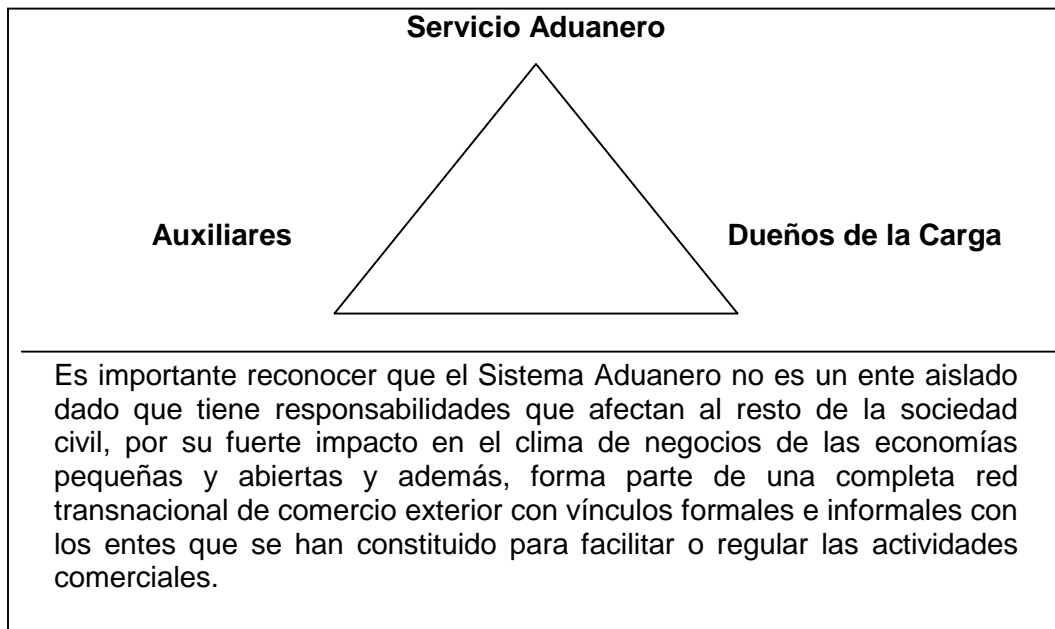 Servicio Aduanero
Auxiliares
Dueños de la Carga
Es importante reconocer que el Sistema Aduanero no es un ente aislado
dado que tiene responsabilidades que afectan al resto de la sociedad
civil, por su fuerte impacto en el clima de negocios de las economías
pequeñas y abiertas y además, forma parte de una completa red
transnacional de comercio exterior con vínculos formales e informales con
los entes que se han constituido para facilitar o regular las actividades
comerciales.